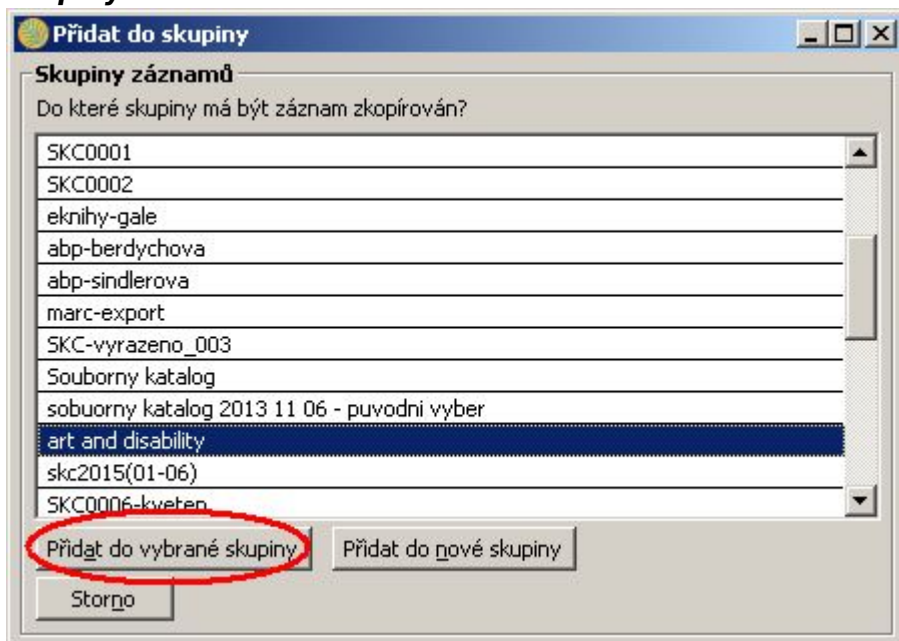 Přidat do skupiny
Skupiny záznamů
Do které skupiny má být záznam zkopírován?
SKC0001
SKC0002
eknihy-gale
abp-berdychova
abp-sindlerova
marc-export
SKC-vyrazeno_003
Souborny katalog
sobuorny katalog 2013 11 06 - puvodni vyber
art and disability
skc2015(01-06)
SKC0006-kveten
Přidat do vybrané skupiny Přidat do nové skupiny
Storno